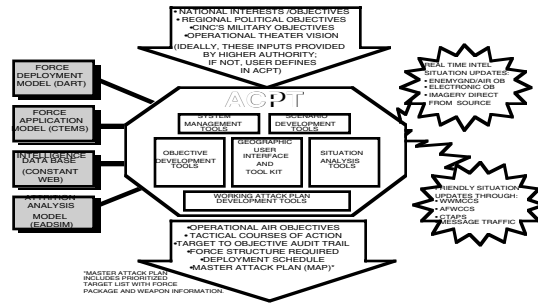 •NATIONAL INTERESTS /OBJECTIVES
•REGIONAL POLITICAL OBJECTIVES
•CINC'S MILITARY OBJECTIVES
•OPERATIONAL THEATER VISION
(IDEALLY, THESE INPUTS PROVIDED
BY HIGHER AUTHORITY;
IF NOT, USER DEFINES
IN ACPT)
FORCE
DEPLOYMENT
MODEL (DART)
FORCE
APPLICATION
MODEL (CTEMS)
INTELLIGENCE
DATA BASE
(CONSTANT
WEB)
ATTRITION
ANALYSIS
MODEL
(EADSIM)
ACPT
SYSTEM
MANAGEMENT
TOOLS
SCENARIO
DEVELOPMENT
TOOLS
OBJECTIVE
DEVELOPMENT
TOOLS
GEOGRAPHIC
USER
INTERFACE
AND
TOOL KIT
SITUATION
ANALYSIS
TOOLS
WORKING ATTACK PLAN
DEVELOPMENT TOOLS
REAL TIME INTEL
SITUATION UPDATES:
• ENEMYGND/AIR OB
• ELECTRONIC OB
• IMAGERY DIRECT
FROM SOURCE
FRIENDLY SITUATION
UPDATES THROUGH:
• WWMCCS
• AFWCCS
• CTAPS
MESSAGE TRAFFIC
•OPERATIONAL AIR OBJECTIVES
• TACTICAL COURSES OF ACTION
•TARGET TO OBJECTIVE AUDIT TRAIL
•FORCE STRUCTURE REQUIRED
•DEPLOYMENT SCHEDULE
•MASTER ATTACK PLAN (MAP)*
*MASTER ATTACK PLAN
INCLUDES PRIORITIZED
TARGET LIST WITH FORCE
PACKAGE AND WEAPON INFORMATION.